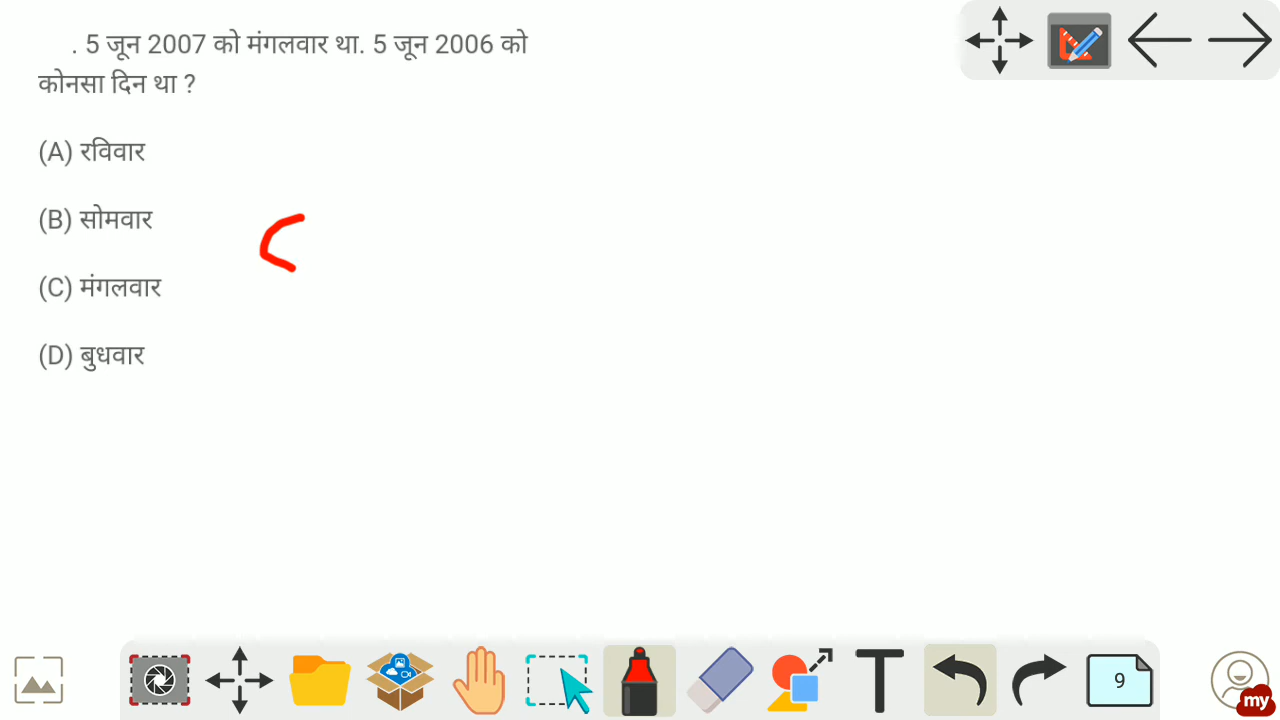 . 5 जून 2007 को मंगलवार था. 5 जून 2006 को
कोनसा दिन था ?
(A) रविवार
(B) सोमवार
(C) मंगलवार
(D) बुधवार
T
9
my